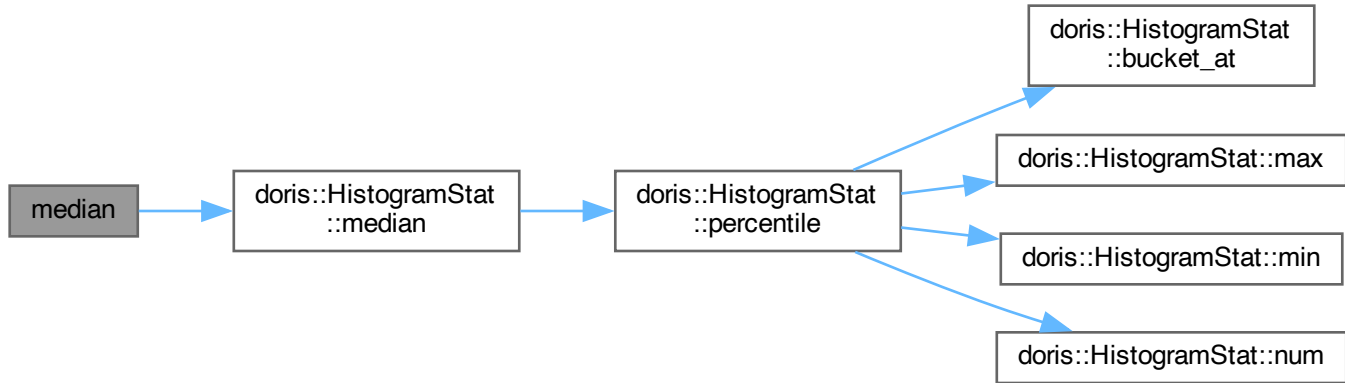 median
doris::HistogramStat
::median
doris::HistogramStat
::percentile
doris::HistogramStat
::bucket_at
doris::HistogramStat::max
doris::HistogramStat::min
doris::HistogramStat::num